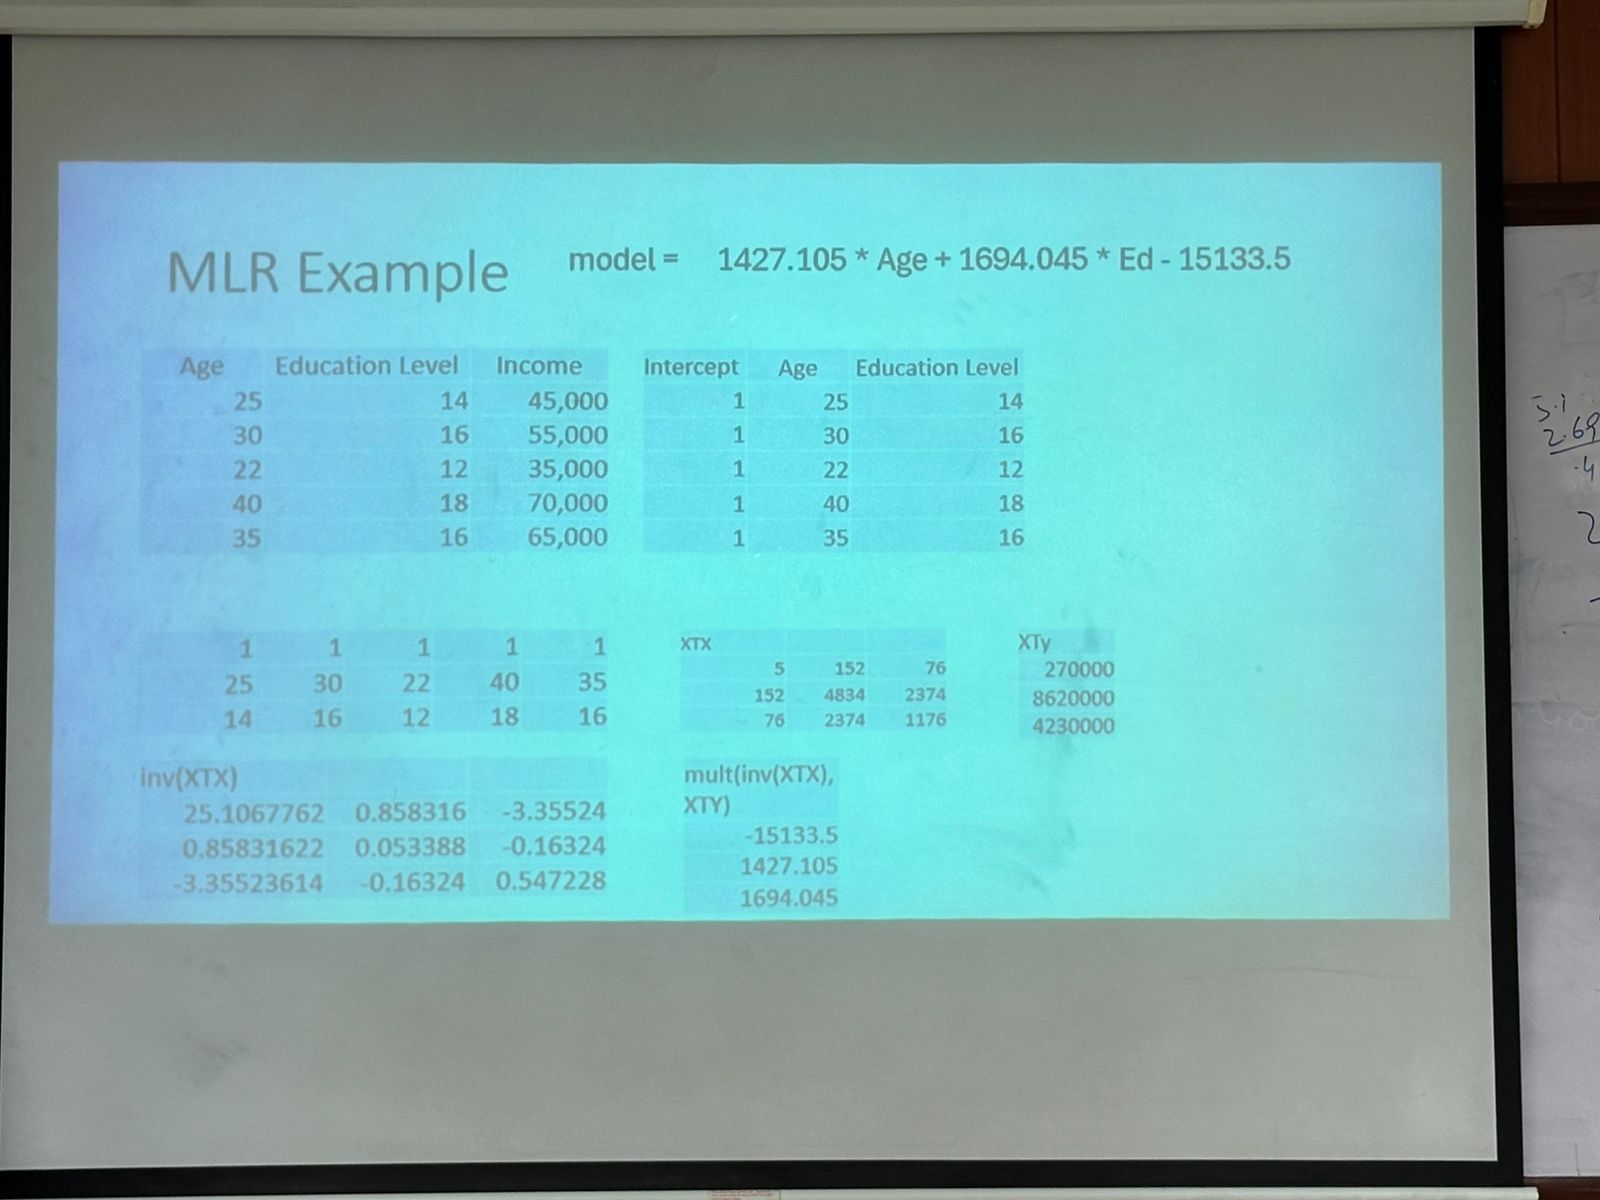 MLR Example model = 1427.105 * Age + 1694.045 * Ed - 15133.5
Age Education Level Income
25 14 45,000
30 16 55,000
22 12 35,000
40 18 70,000
35 16 65,000
Intercept Age Education Level
1 25 14
1 30 16
1 22 12
1 40 18
1 35 16
1 1 1 1 1
25 30 22 40 35
14 16 12 18 16
XTX
5 152 76
152 4834 2374
76 2374 1176
XTy
270000
8620000
4230000
inv(XTX)
25.1067762 0.858316 -3.35524
0.85831622 0.053388 -0.16324
-3.35523614 -0.16324 0.547228
mult(inv(XTX),
XTY)
-15133.5
1427.105
1694.045
2.69